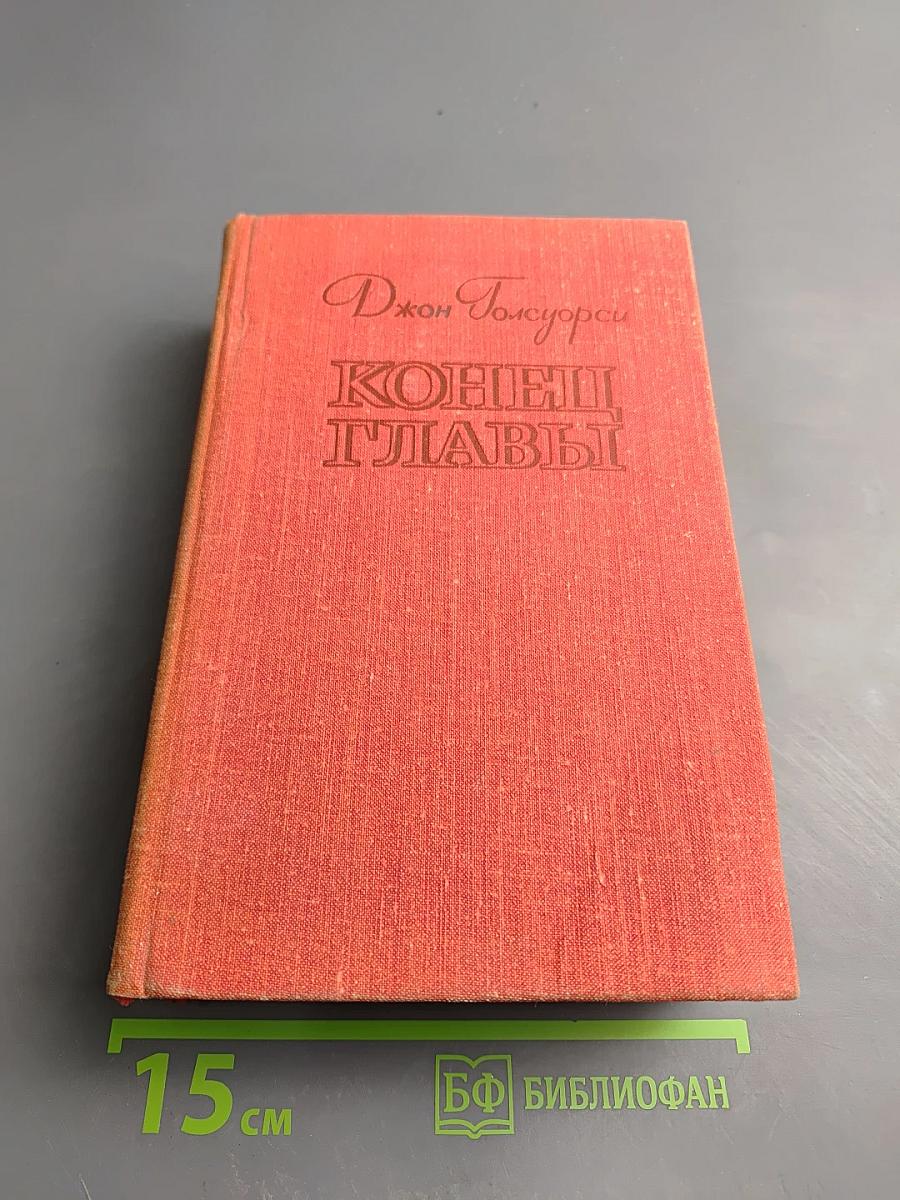 Джон Голсуорси
КОНЕЦ
ГЛАВЫ
15 см
БФ БИБЛИОФАН